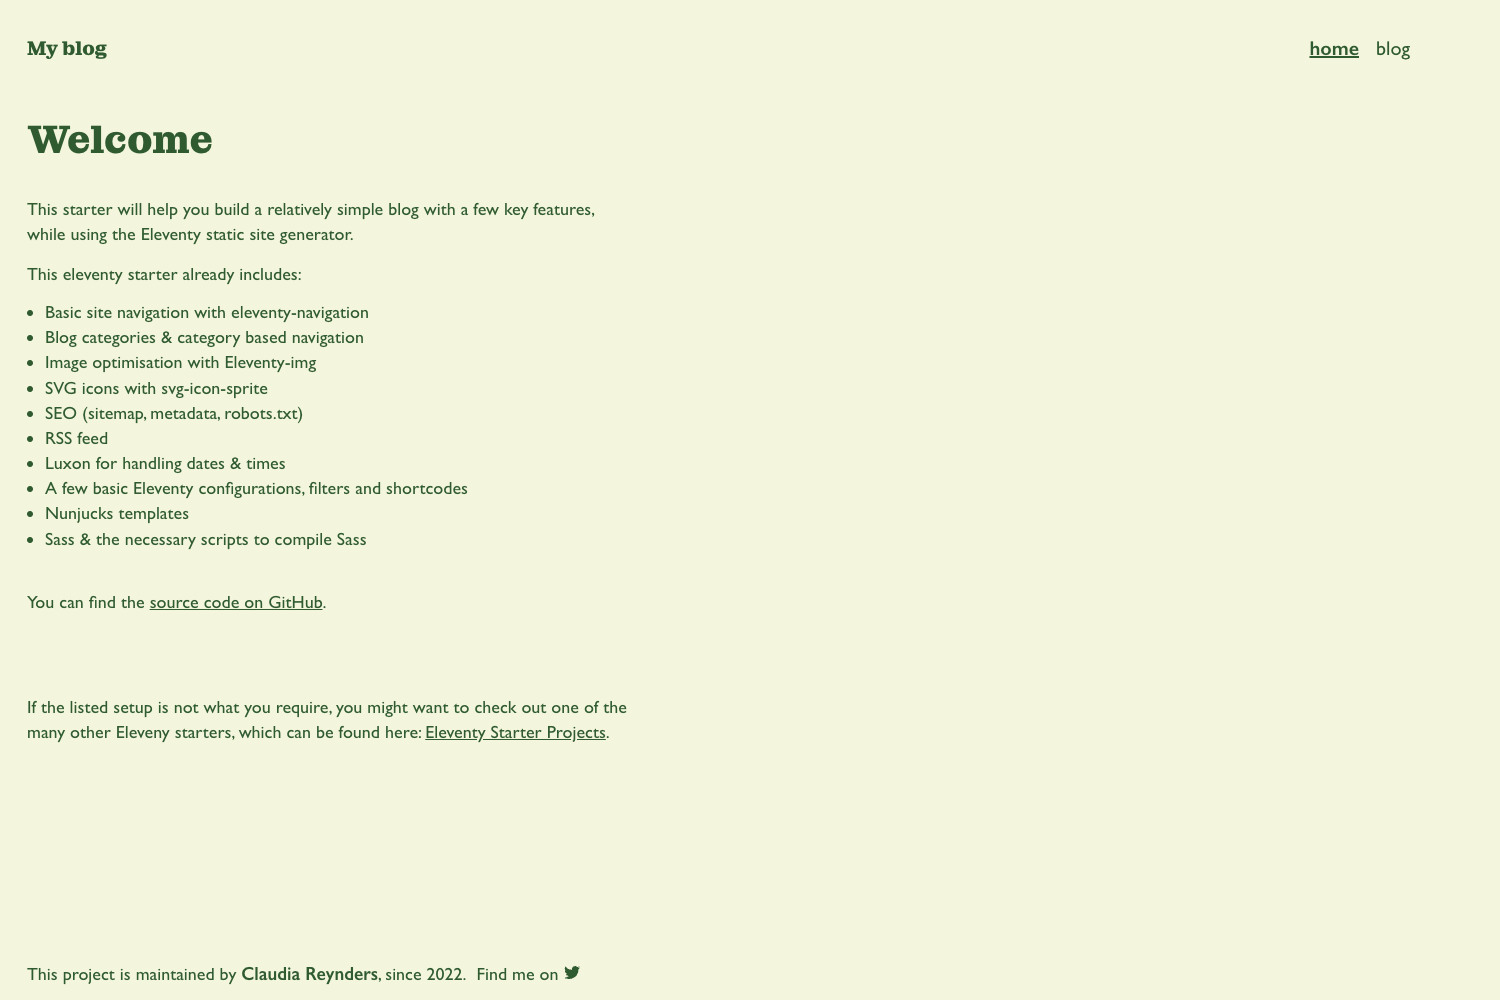 My blog
home blog
Welcome
This starter will help you build a relatively simple blog with a few key features,
while using the Eleventy static site generator.
This eleventy starter already includes:
• Basic site navigation with eleventy-navigation
• Blog categories & category based navigation
• Image optimisation with Eleventy-img
• SVG icons with svg-icon-sprite
• SEO (sitemap, metadata, robots.txt)
• RSS feed
• Luxon for handling dates & times
• A few basic Eleventy configurations, filters and shortcodes
• Nunjucks templates
• Sass & the necessary scripts to compile Sass
You can find the source code on GitHub.
If the listed setup is not what you require, you might want to check out one of the
many other Eleveny starters, which can be found here: Eleventy Starter Projects.
This project is maintained by Claudia Reynders, since 2022. Find me on